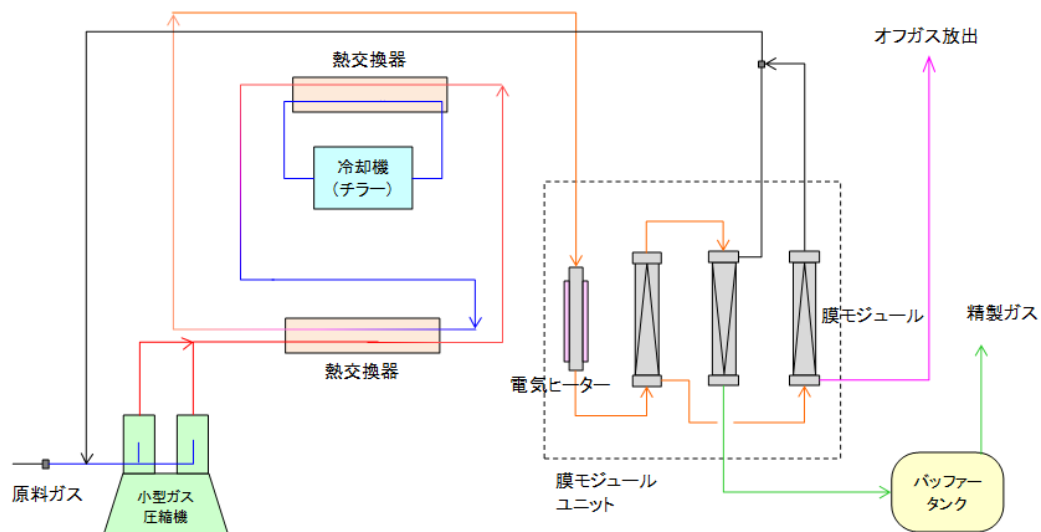 オフガス放出
熱交換器
冷却機
(チラー)
膜モジュール
精製ガス
熱交換器
電気ヒーター
原料ガス
小型ガス
圧縮機
膜モジュール
ユニット
バッファー
タンク